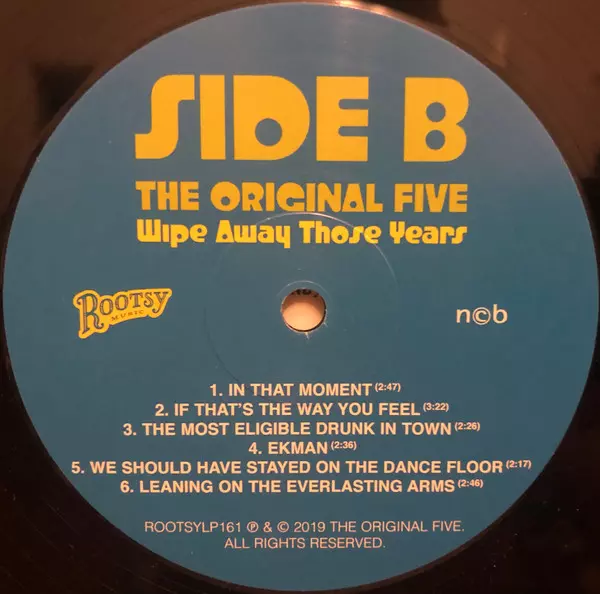 SIDE B
THE ORIGINAL FIVE
Wipe Away Those Years
ROOTSY
MUSIC
n©b
1. IN THAT MOMENT (2:47)
2. IF THAT'S THE WAY YOU FEEL (3:22)
3. THE MOST ELIGIBLE DRUNK IN TOWN (2:26)
4. EKMAN (2:36)
5. WE SHOULD HAVE STAYED ON THE DANCE FLOOR (2:17)
6. LEANING ON THE EVERLASTING ARMS (2:46)
ROOTSYLP161 ℗ & © 2019 THE ORIGINAL FIVE.
ALL RIGHTS RESERVED.